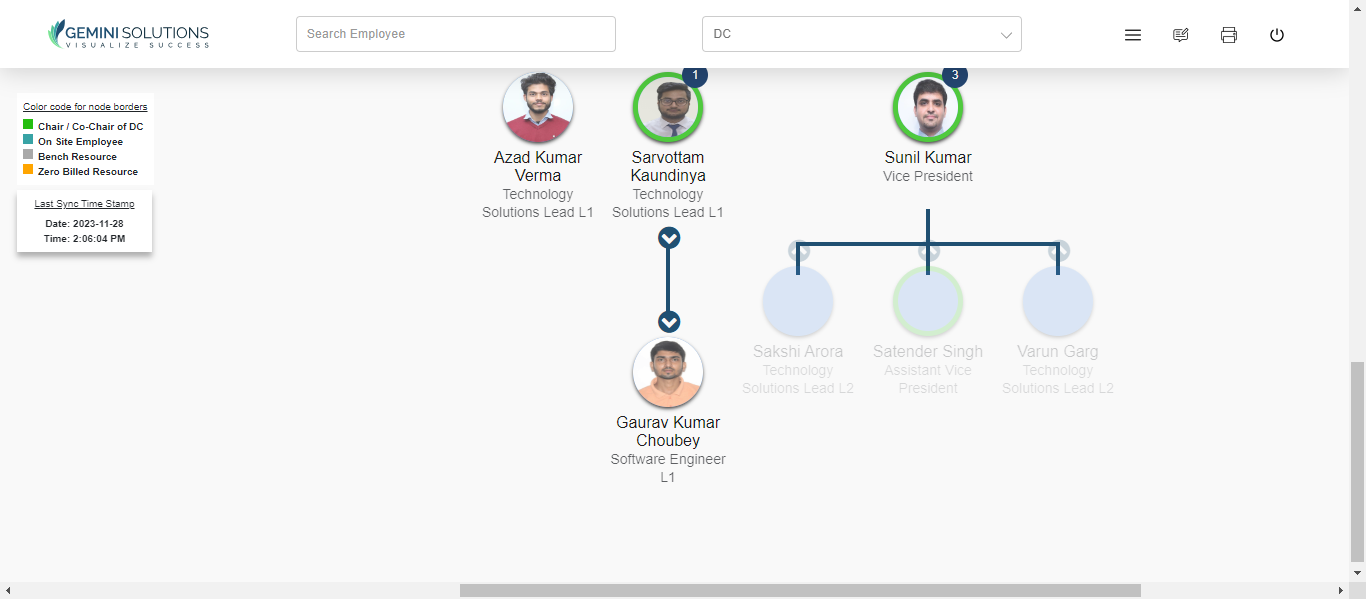 GEMINI SOLUTIONS
VISUALIZE SUCCESS
Search Employee
DC
Color code for node borders
Chair / Co-Chair of DC
On Site Employee
Bench Resource
Zero Billed Resource
Last Sync Time Stamp
Date: 2023-11-28
Time: 2:06:04 PM
Azad Kumar
Verma
Technology
Solutions Lead L1
1
Sarvottam
Kaundinya
Technology
Solutions Lead L1
Gaurav Kumar
Choubey
Software Engineer
L1
3
Sunil Kumar
Vice President
Sakshi Arora
Technology
Solutions Lead L2
Satender Singh
Assistant Vice
President
Varun Garg
Technology
Solutions Lead L2